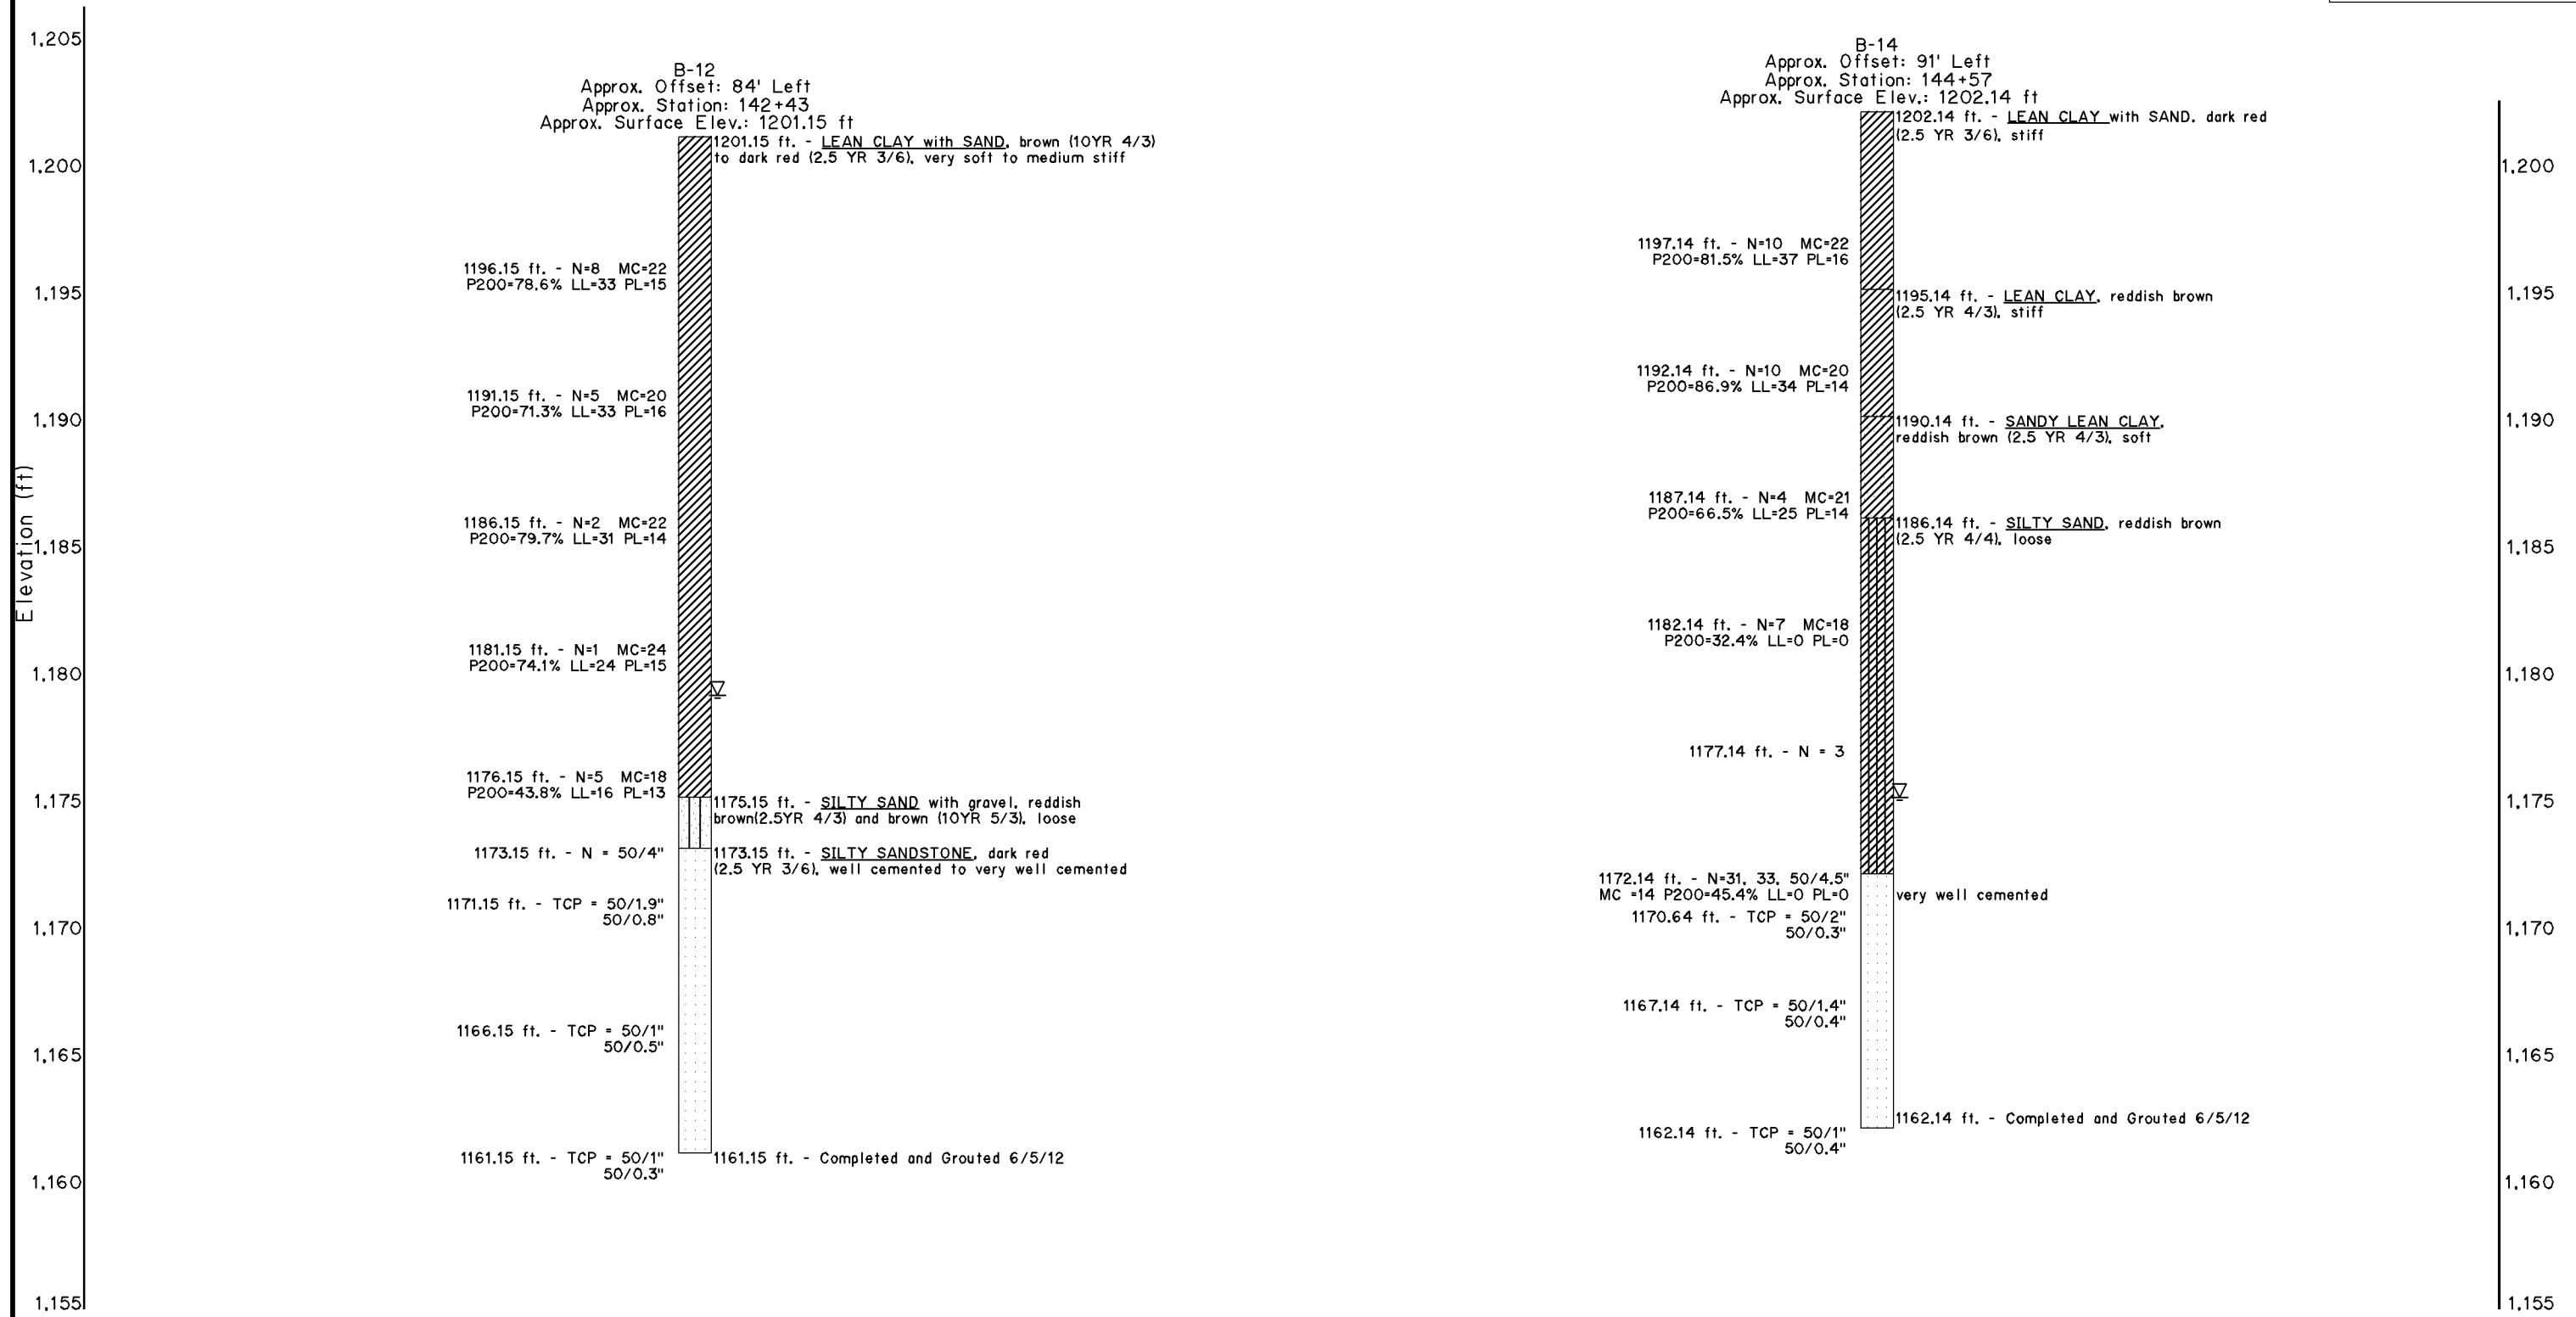 1,205
1,200
1,195
1,190
1,185
1,180
1,175
1,170
1,165
1,160
1,155
Elevation (ft)
B-12
Approx. Offset: 84' Left
Approx. Station: 142+43
Approx. Surface Elev.: 1201.15 ft
1201.15 ft. - LEAN CLAY with SAND, brown (10YR 4/3)
to dark red (2.5 YR 3/6), very soft to medium stiff
1196.15 ft. - N=8 MC=22
P200=78.6% LL=33 PL=15
1191.15 ft. - N=5 MC=20
P200=71.3% LL=33 PL=16
1186.15 ft. - N=2 MC=22
P200=79.7% LL=31 PL=14
1181.15 ft. - N=1 MC=24
P200=74.1% LL=24 PL=15
1176.15 ft. - N=5 MC=18
P200=43.8% LL=16 PL=13
1175.15 ft. - SILTY SAND with gravel, reddish
brown(2.5YR 4/3) and brown (10YR 5/3), loose
1173.15 ft. - N = 50/4"
1173.15 ft. - SILTY SANDSTONE, dark red
(2.5 YR 3/6), well cemented to very well cemented
1171.15 ft. - TCP = 50/1.9"
50/0.8"
1166.15 ft. - TCP = 50/1"
50/0.5"
1161.15 ft. - TCP = 50/1"
50/0.3"
1161.15 ft. - Completed and Grouted 6/5/12
B-14
Approx. Offset: 91' Left
Approx. Station: 144+57
Approx. Surface Elev.: 1202.14 ft
1202.14 ft. - LEAN CLAY with SAND, dark red
(2.5 YR 3/6), stiff
1197.14 ft. - N=10 MC=22
P200=81.5% LL=37 PL=16
1195.14 ft. - LEAN CLAY, reddish brown
(2.5 YR 4/3), stiff
1192.14 ft. - N=10 MC=20
P200=86.9% LL=34 PL=14
1190.14 ft. - SANDY LEAN CLAY,
reddish brown (2.5 YR 4/3), soft
1187.14 ft. - N=4 MC=21
P200=66.5% LL=25 PL=14
1186.14 ft. - SILTY SAND, reddish brown
(2.5 YR 4/4), loose
1182.14 ft. - N=7 MC=18
P200=32.4% LL=0 PL=0
1177.14 ft. - N = 3
1172.14 ft. - N=31, 33, 50/4.5"
MC =14 P200=45.4% LL=0 PL=0
very well cemented
1170.64 ft. - TCP = 50/2"
50/0.3"
1167.14 ft. - TCP = 50/1.4"
50/0.4"
1162.14 ft. - Completed and Grouted 6/5/12
1162.14 ft. - TCP = 50/1"
50/0.4"
1,200
1,195
1,190
1,185
1,180
1,175
1,170
1,165
1,160
1,155